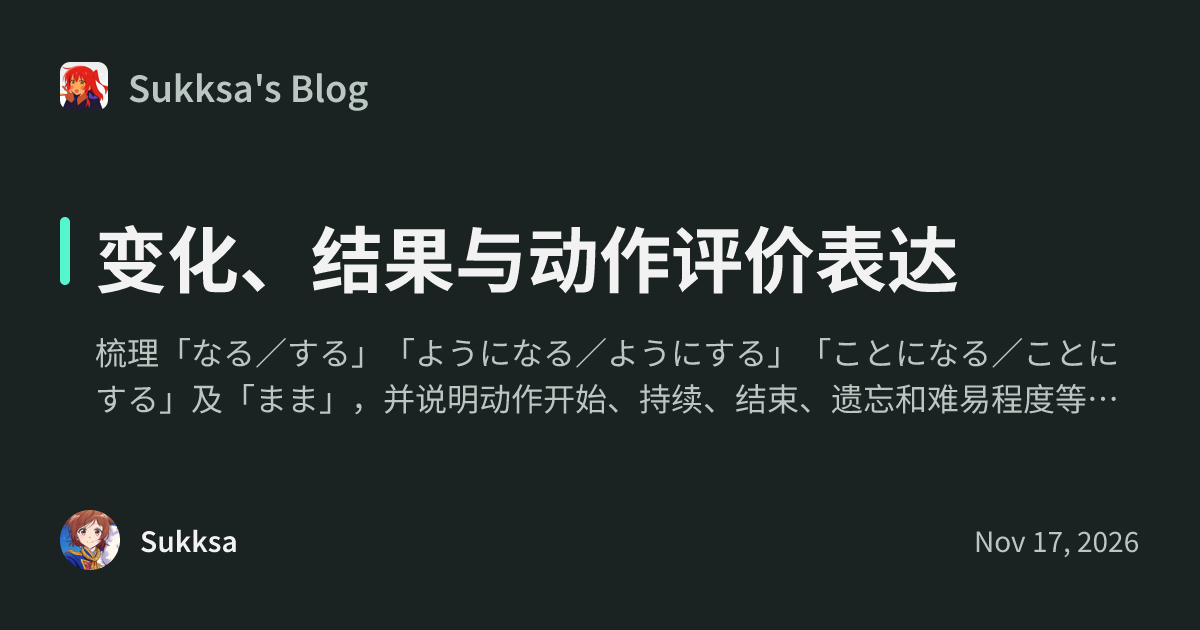 Sukksa's Blog
变化、结果与动作评价表达
梳理「なる／する」「ようになる／ようにする」「ことになる／ことに
する」及「まま」，并说明动作开始、持续、结束、遗忘和难易程度等…
Sukksa
Nov 17, 2026